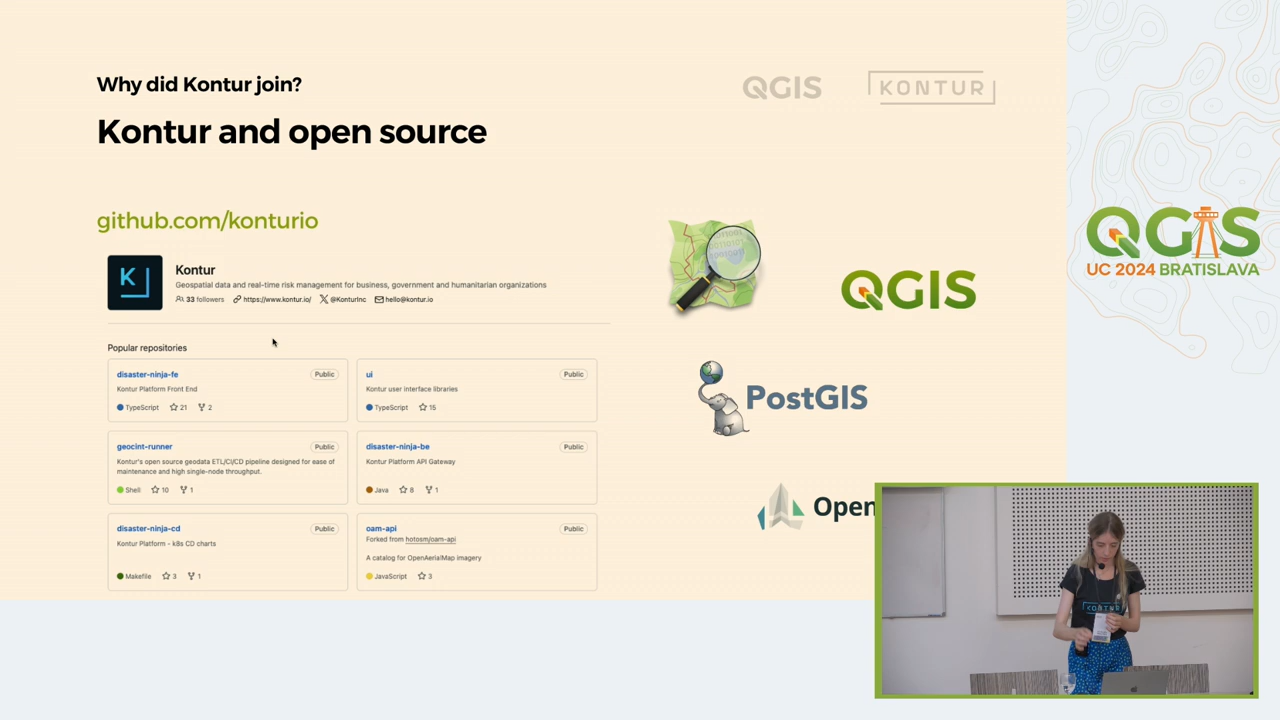 Why did Kontur join?
Kontur and open source
QGIS
KONTUR
github.com/konturio
Kontur
Geospatial data and real-time risk management for business, government and humanitarian organizations
33 followers https://www.kontur.io/ @KonturInc hello@kontur.io
Popular repositories
disaster-ninja-fe Public
Kontur Platform Front End
TypeScript 21 2
ui Public
Kontur user interface libraries
TypeScript 15
geocint-runner Public
Kontur's open source geodata ETL/CI/CD pipeline designed for ease of
maintenance and high single-node throughput.
Shell 10 1
disaster-ninja-be Public
Kontur Platform API Gateway
Java 8 1
disaster-ninja-cd Public
Kontur Platform - k8s CD charts
Makefile 3 1
oam-api Public
Forked from hotosm/oam-api
A catalog for OpenAerialMap imagery
JavaScript 3
QGIS
PostGIS
Open
QGIS
UC 2024 BRATISLAVA
KONTUR